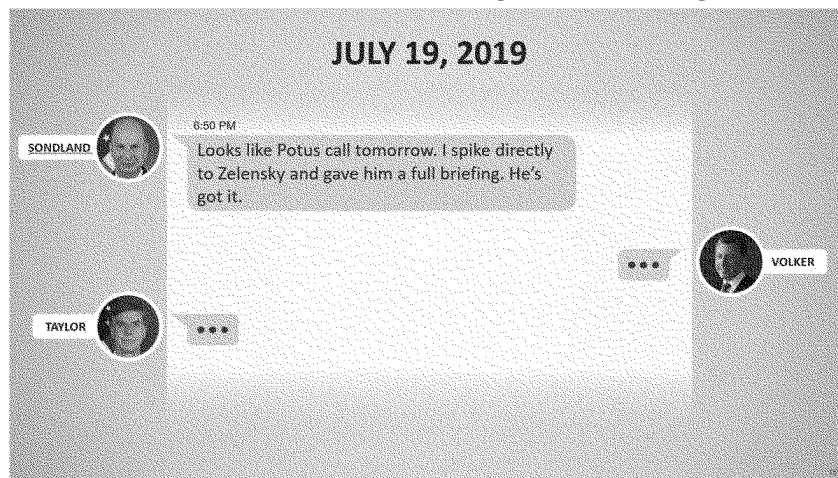 JULY 19, 2019
SONDLAND
6:50 PM
Looks like Potus call tomorrow. I spike directly
to Zelensky and gave him a full briefing. He's
got it.
VOLKER
TAYLOR